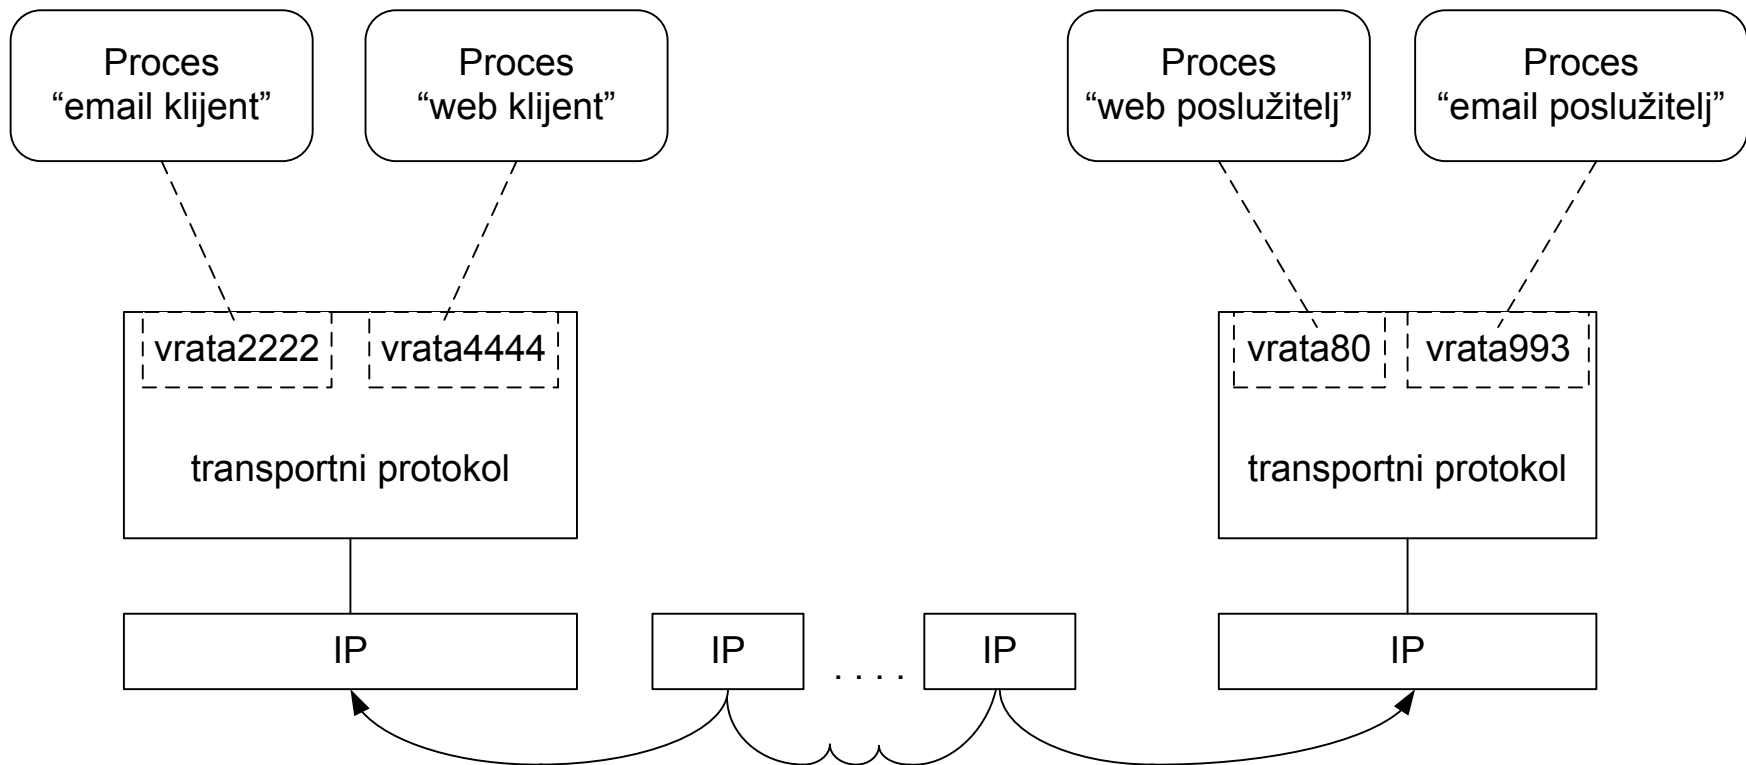 Proces
“email klijent”
Proces
“web klijent”
Proces
“web poslužitelj”
Proces
“email poslužitelj”
vrata2222
vrata4444
vrata80
vrata993
transportni protokol
transportni protokol
IP
IP
. . . .
IP
IP